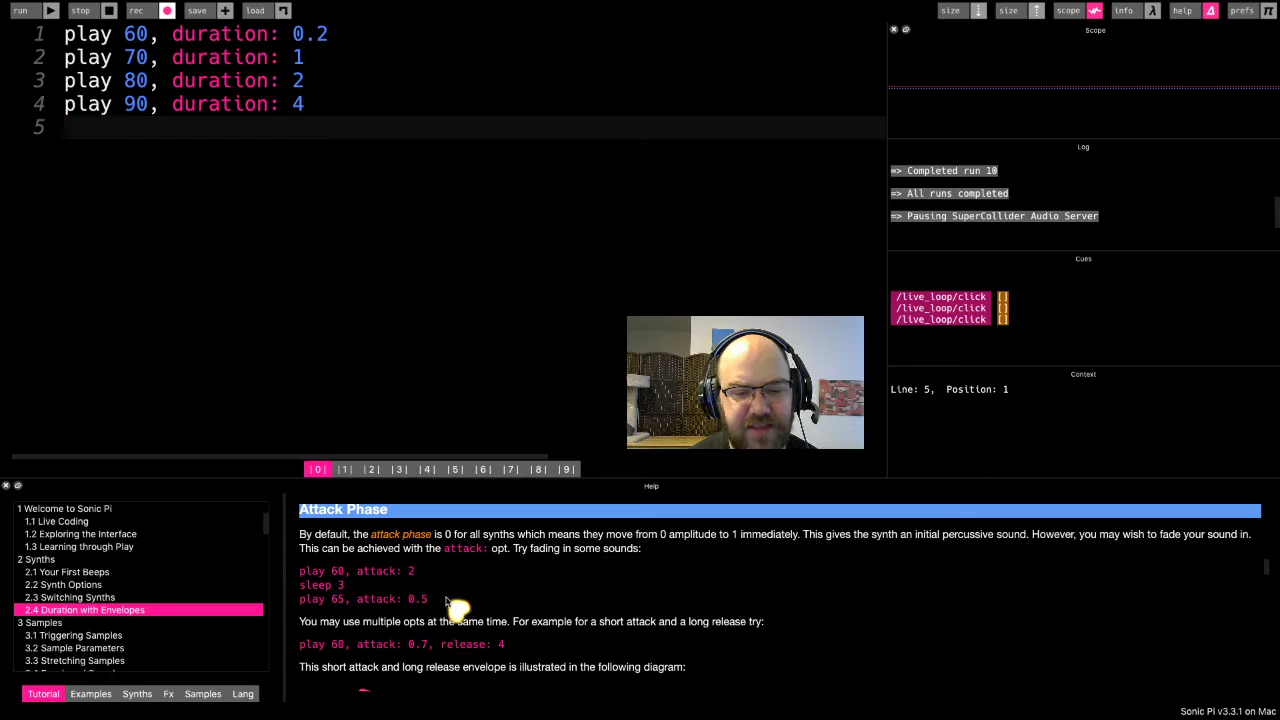 run stop rec save + load size size scope info λ help prefs π
Scope
1 play 60, duration: 0.2
2 play 70, duration: 1
3 play 80, duration: 2
4 play 90, duration: 4
5
Log
=> Completed run 10
=> All runs completed
=> Pausing SuperCollider Audio Server
Cues
/live_loop/click []
/live_loop/click []
/live_loop/click []
Context
Line: 5, Position: 1
|0| |1| |2| |3| |4| |5| |6| |7| |8| |9|
Help
1 Welcome to Sonic Pi
1.1 Live Coding
1.2 Exploring the Interface
1.3 Learning through Play
2 Synths
2.1 Your First Beeps
2.2 Synth Options
2.3 Switching Synths
2.4 Duration with Envelopes
3 Samples
3.1 Triggering Samples
3.2 Sample Parameters
3.3 Stretching Samples
Tutorial Examples Synths Fx Samples Lang
Attack Phase
By default, the attack phase is 0 for all synths which means they move from 0 amplitude to 1 immediately. This gives the synth an initial percussive sound. However, you may wish to fade your sound in.
This can be achieved with the attack: opt. Try fading in some sounds:
play 60, attack: 2
sleep 3
play 65, attack: 0.5
You may use multiple opts at the same time. For example for a short attack and a long release try:
play 60, attack: 0.7, release: 4
This short attack and long release envelope is illustrated in the following diagram:
Sonic Pi v3.3.1 on Mac